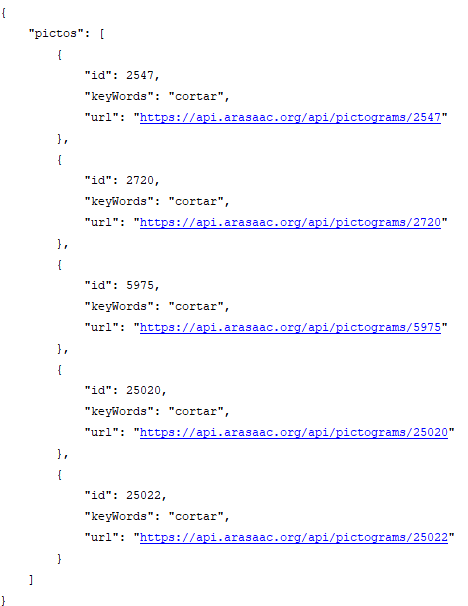 {
    "pictos": [
        {
            "id": 2547,
            "keyWords": "cortar",
            "url": "https://api.arasaac.org/api/pictograms/2547"
        },
        {
            "id": 2720,
            "keyWords": "cortar",
            "url": "https://api.arasaac.org/api/pictograms/2720"
        },
        {
            "id": 5975,
            "keyWords": "cortar",
            "url": "https://api.arasaac.org/api/pictograms/5975"
        },
        {
            "id": 25020,
            "keyWords": "cortar",
            "url": "https://api.arasaac.org/api/pictograms/25020"
        },
        {
            "id": 25022,
            "keyWords": "cortar",
            "url": "https://api.arasaac.org/api/pictograms/25022"
        }
    ]
}